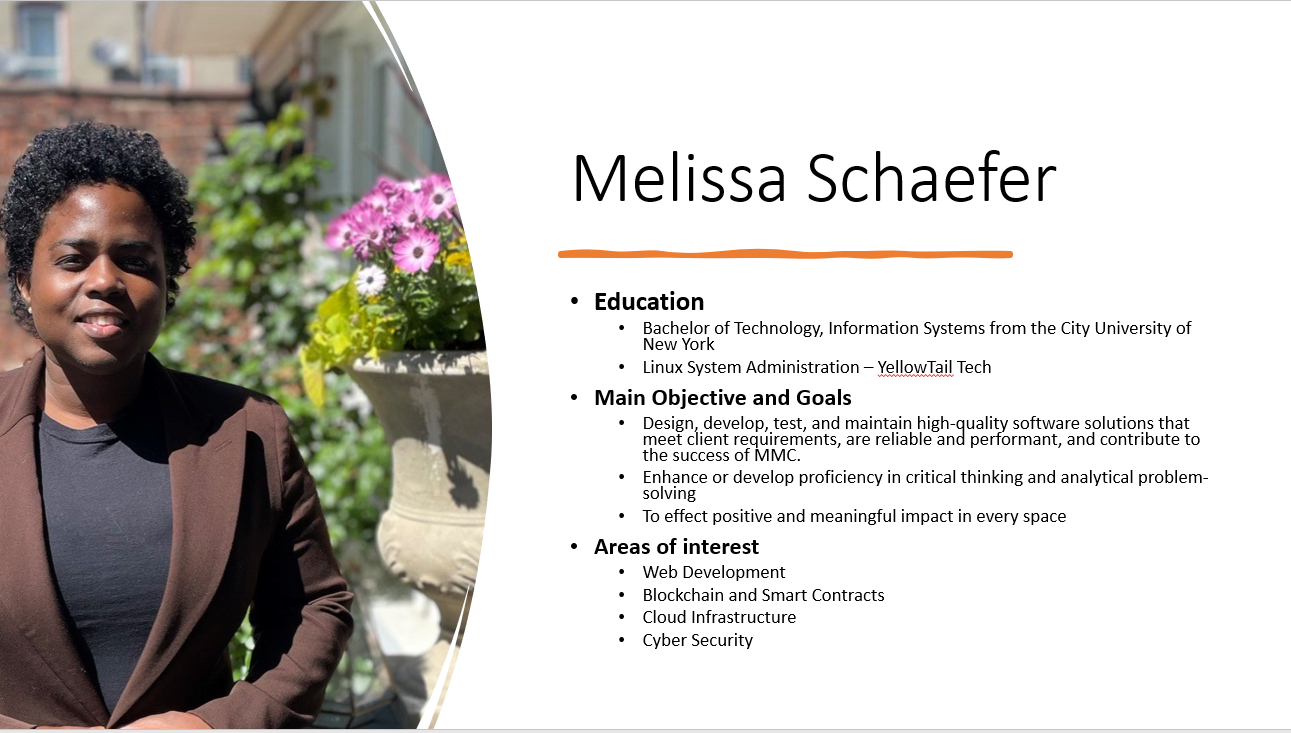 Melissa Schaefer
• Education
• Bachelor of Technology, Information Systems from the City University of
New York
• Linux System Administration – YellowTail Tech
• Main Objective and Goals
• Design, develop, test, and maintain high-quality software solutions that
meet client requirements, are reliable and performant, and contribute to
the success of MMC.
• Enhance or develop proficiency in critical thinking and analytical problem-
solving
• To effect positive and meaningful impact in every space
• Areas of interest
• Web Development
• Blockchain and Smart Contracts
• Cloud Infrastructure
• Cyber Security